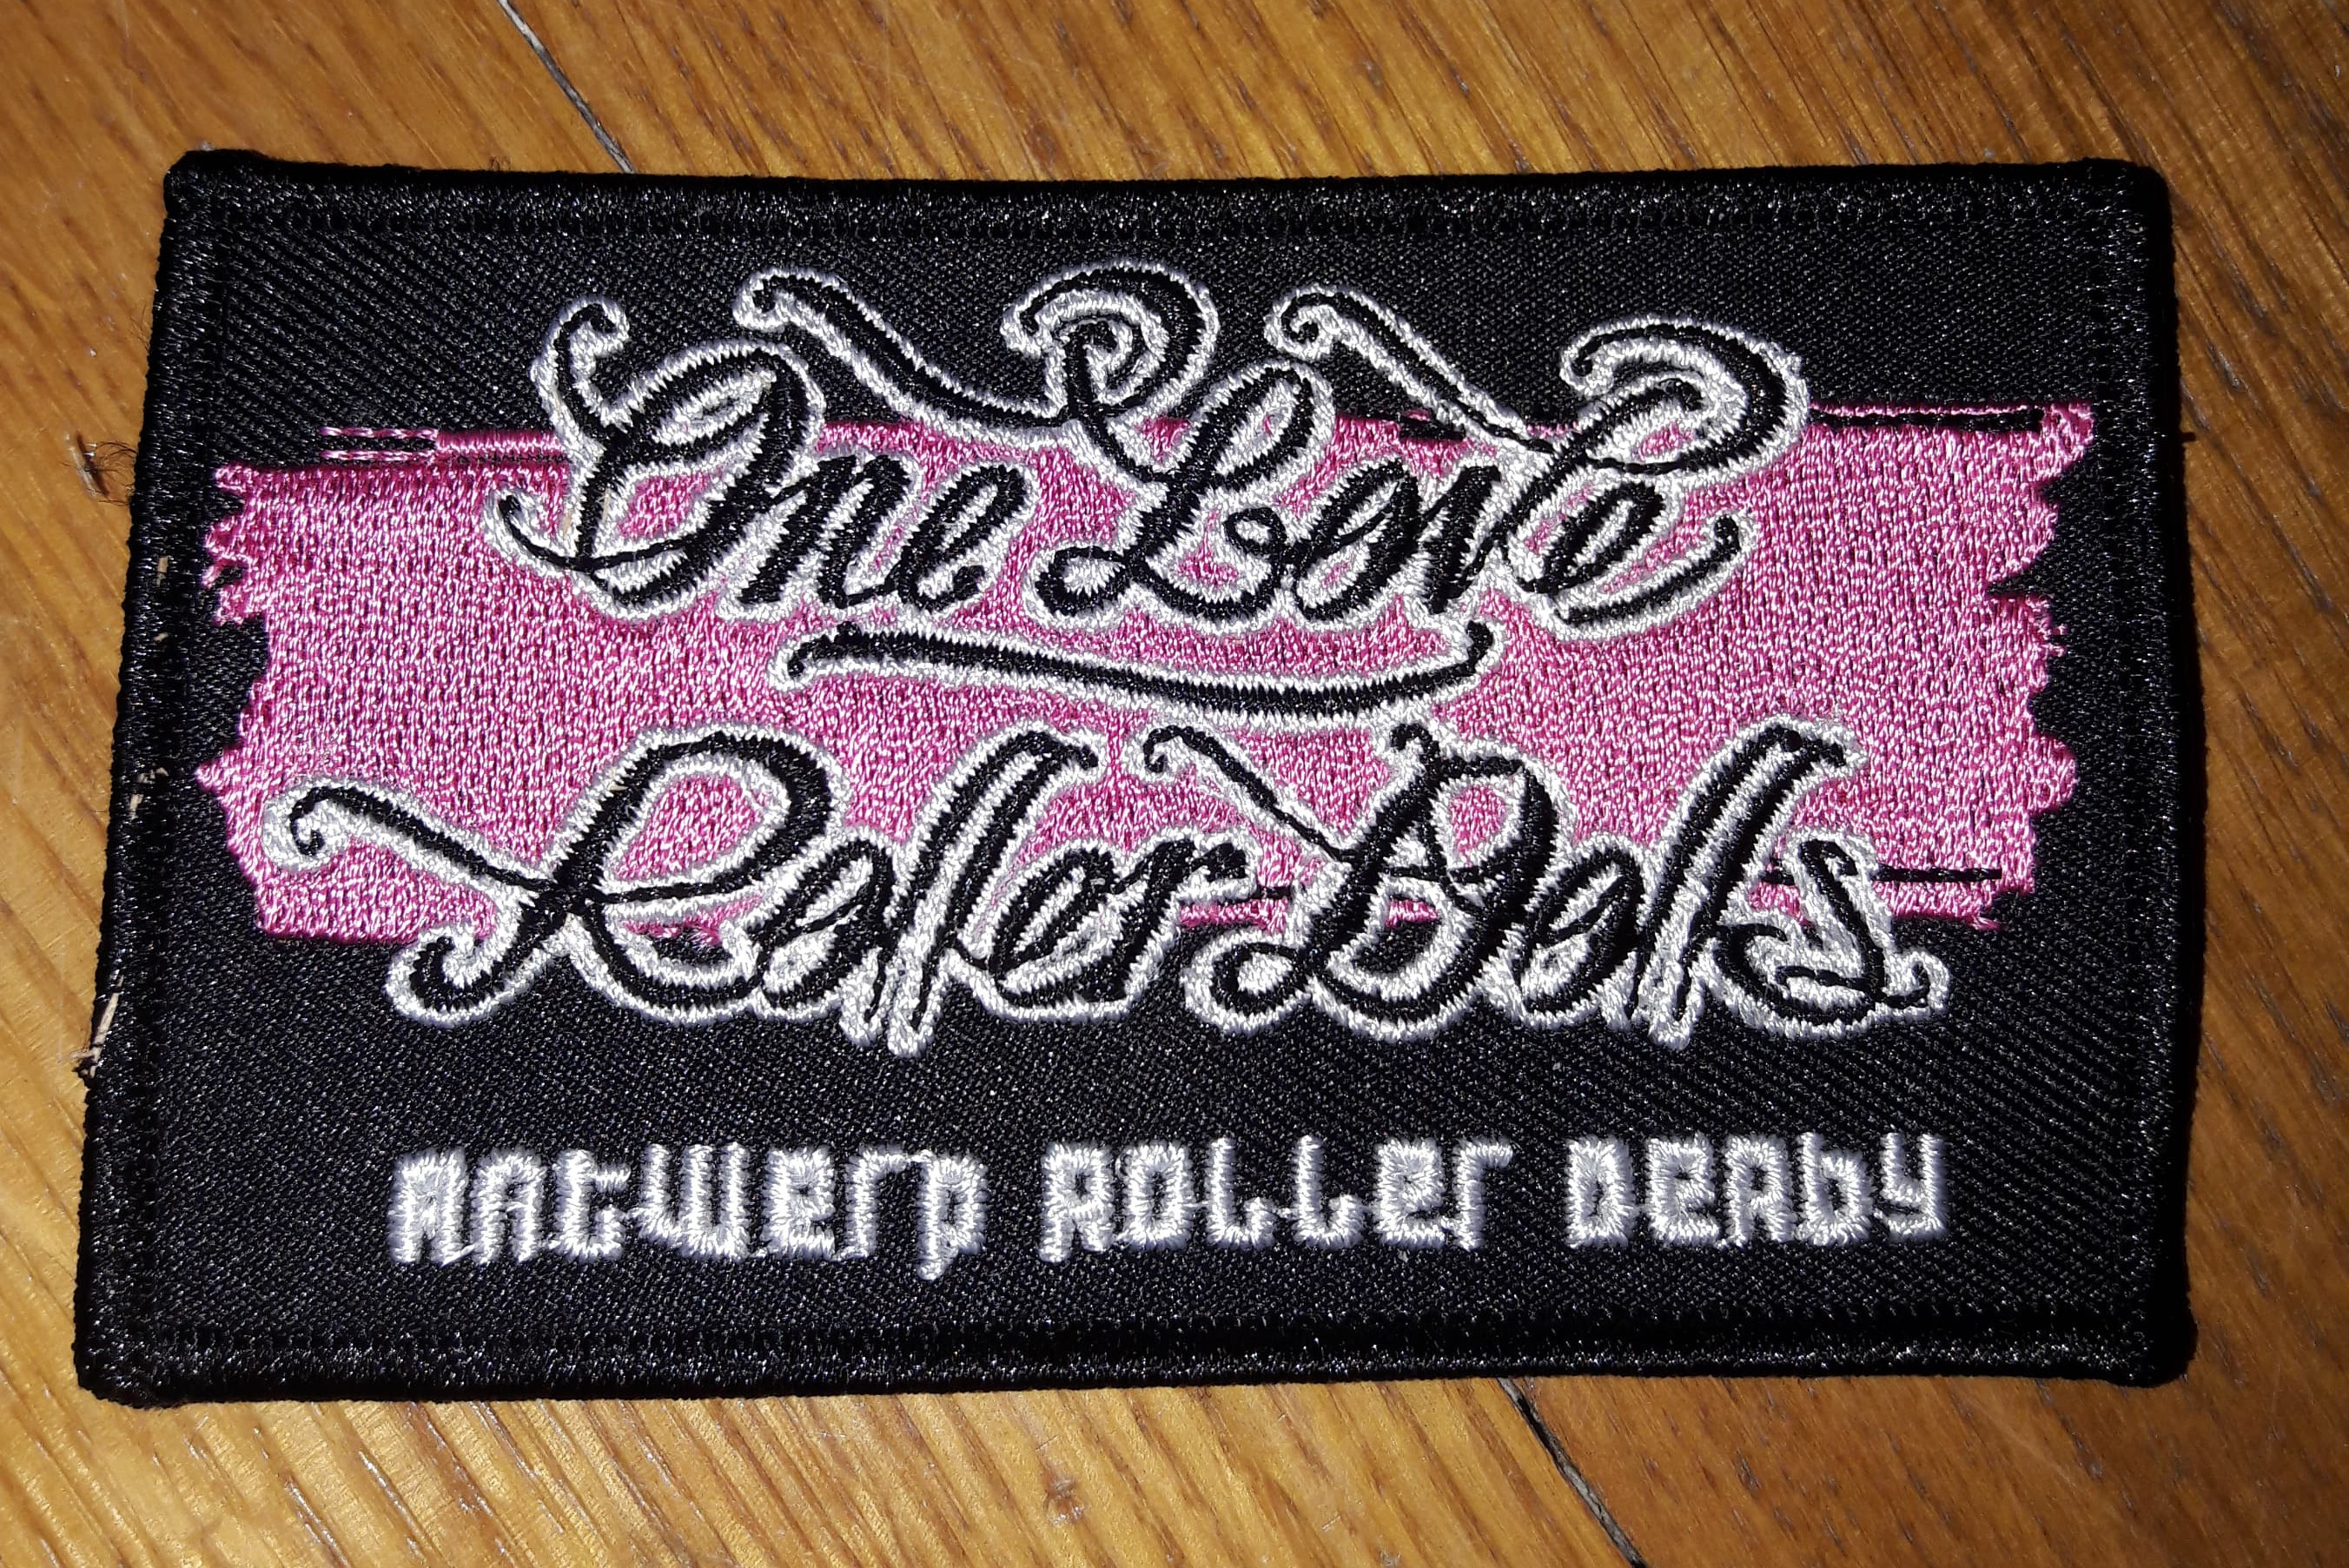 One Love
Roller Dolls
Antwerp Roller Derby